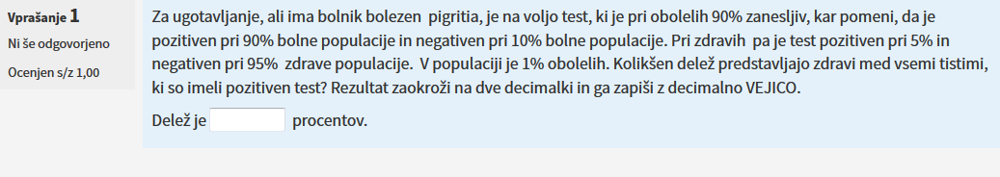 Vprašanje 1
Ni še odgovorjeno
Ocenjen s/z 1,00
Za ugotavljanje, ali ima bolnik bolezen pigritia, je na voljo test, ki je pri obolelih 90% zanesljiv, kar pomeni, da je
pozitiven pri 90% bolne populacije in negativen pri 10% bolne populacije. Pri zdravih pa je test pozitiven pri 5% in
negativen pri 95% zdrave populacije. V populaciji je 1% obolelih. Kolikšen delež predstavljajo zdravi med vsemi tistimi,
ki so imeli pozitiven test? Rezultat zaokroži na dve decimalki in ga zapiši z decimalno VEJICO.
Delež je procentov.